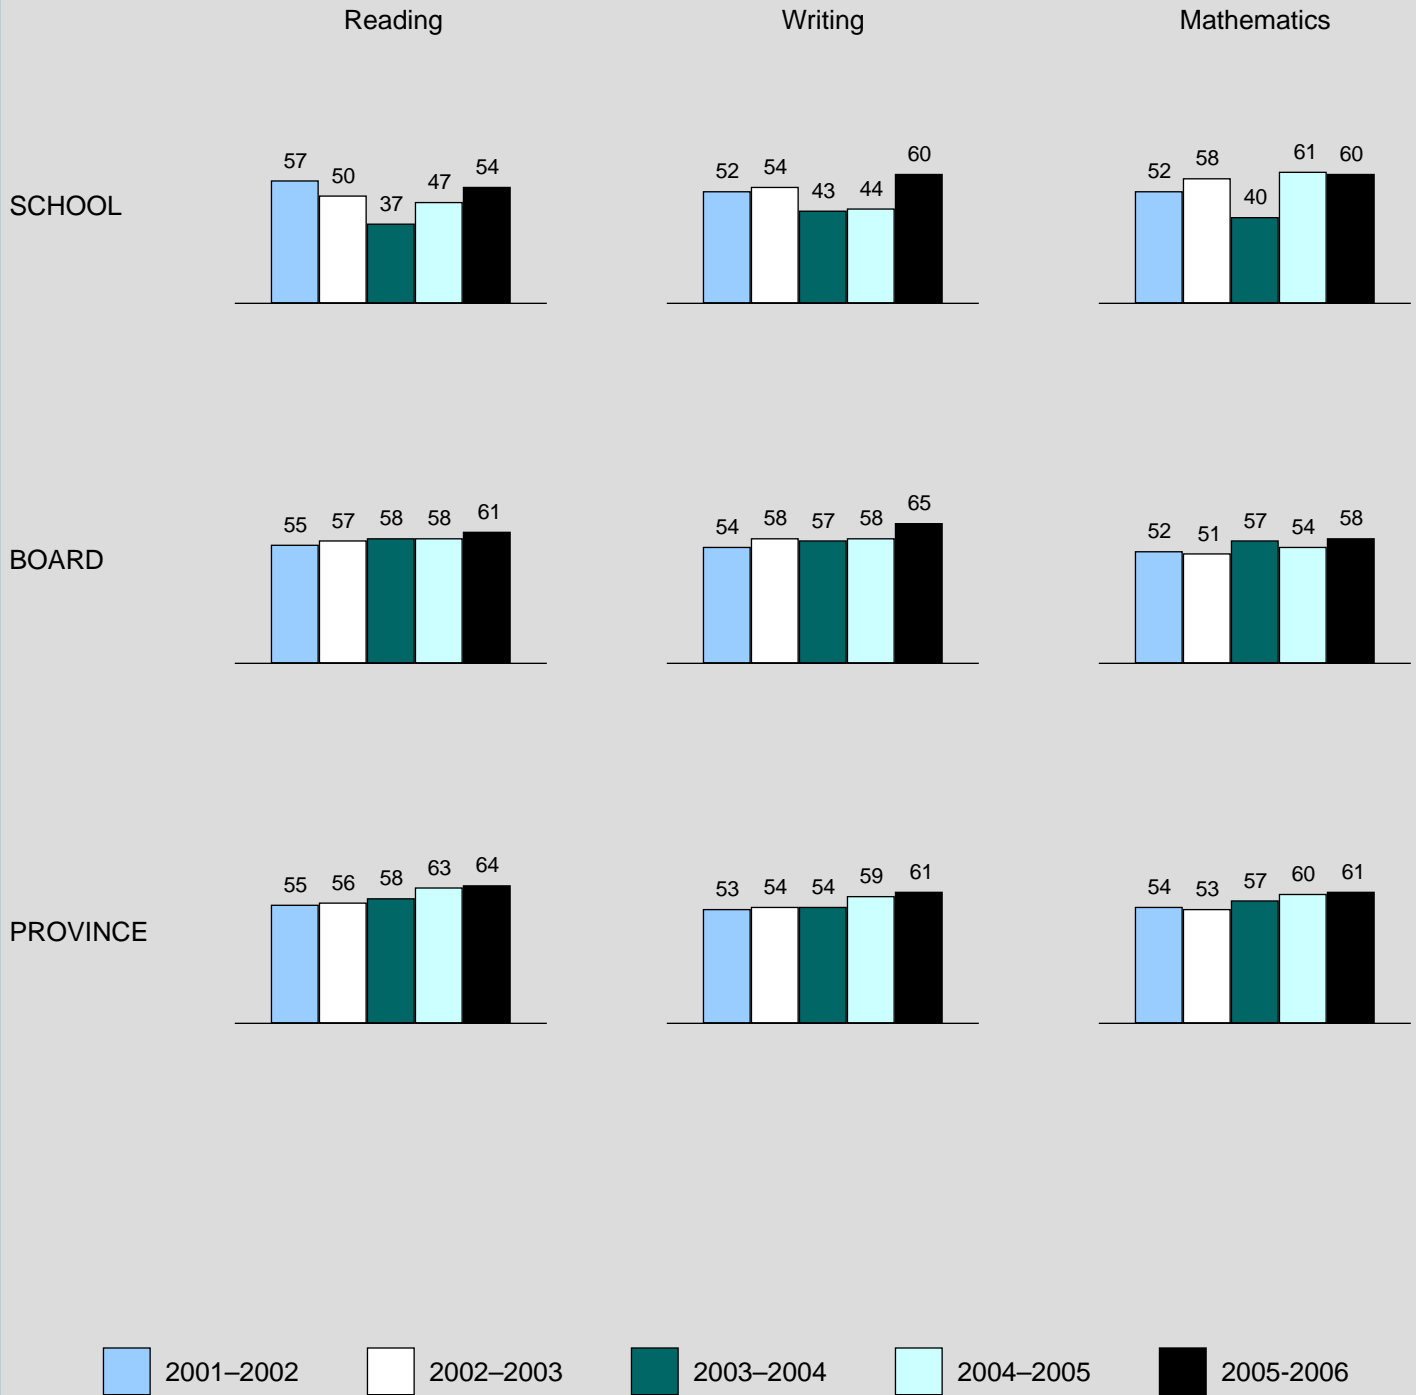 Reading Writing Mathematics
SCHOOL
57 50 37 47 54
52 54 43 44 60
52 58 40 61 60
BOARD
55 57 58 58 61
54 58 57 58 65
52 51 57 54 58
PROVINCE
55 56 58 63 64
53 54 54 59 61
54 53 57 60 61
2001–2002 2002–2003 2003–2004 2004–2005 2005-2006